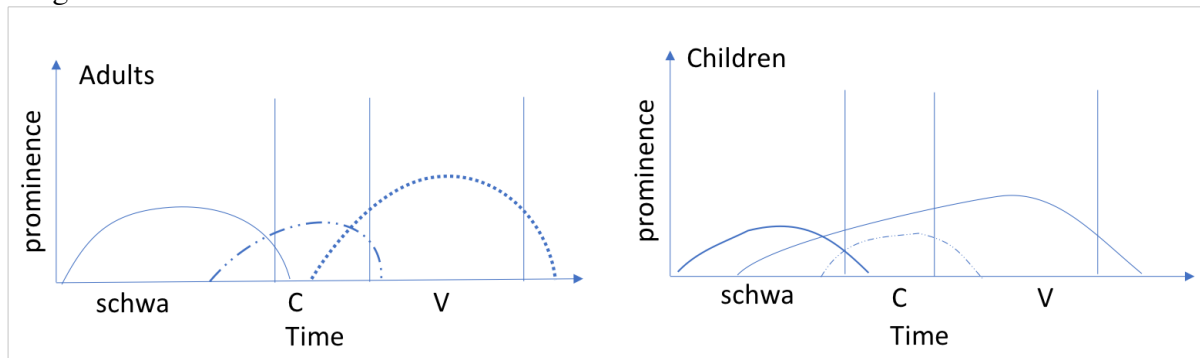 Adults
prominence
schwa
C
V
Time
Children
prominence
schwa
C
V
Time